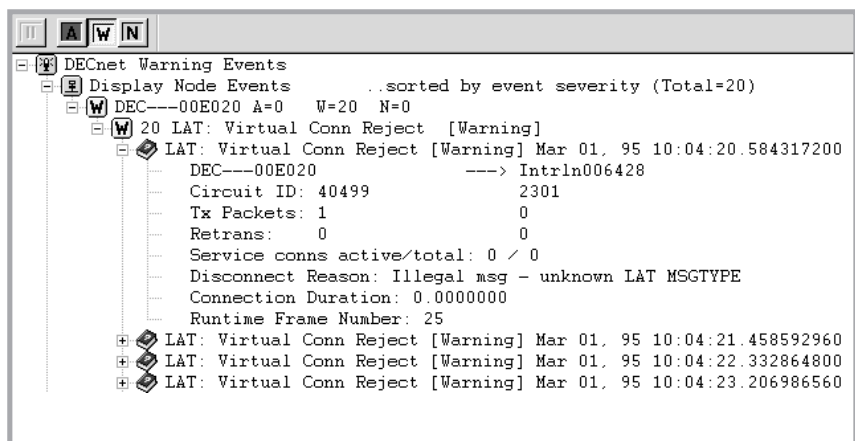 A W N
DECnet Warning Events
Display Node Events ..sorted by event severity (Total=20)
W DEC---00E020 A=0 W=20 N=0
W 20 LAT: Virtual Conn Reject [Warning]
LAT: Virtual Conn Reject [Warning] Mar 01, 95 10:04:20.584317200
DEC---00E020 ---> Intrln006428
Circuit ID: 40499 2301
Tx Packets: 1 0
Retrans: 0 0
Service conns active/total: 0 / 0
Disconnect Reason: Illegal msg - unknown LAT MSGTYPE
Connection Duration: 0.0000000
Runtime Frame Number: 25
LAT: Virtual Conn Reject [Warning] Mar 01, 95 10:04:21.458592960
LAT: Virtual Conn Reject [Warning] Mar 01, 95 10:04:22.332864800
LAT: Virtual Conn Reject [Warning] Mar 01, 95 10:04:23.206986560